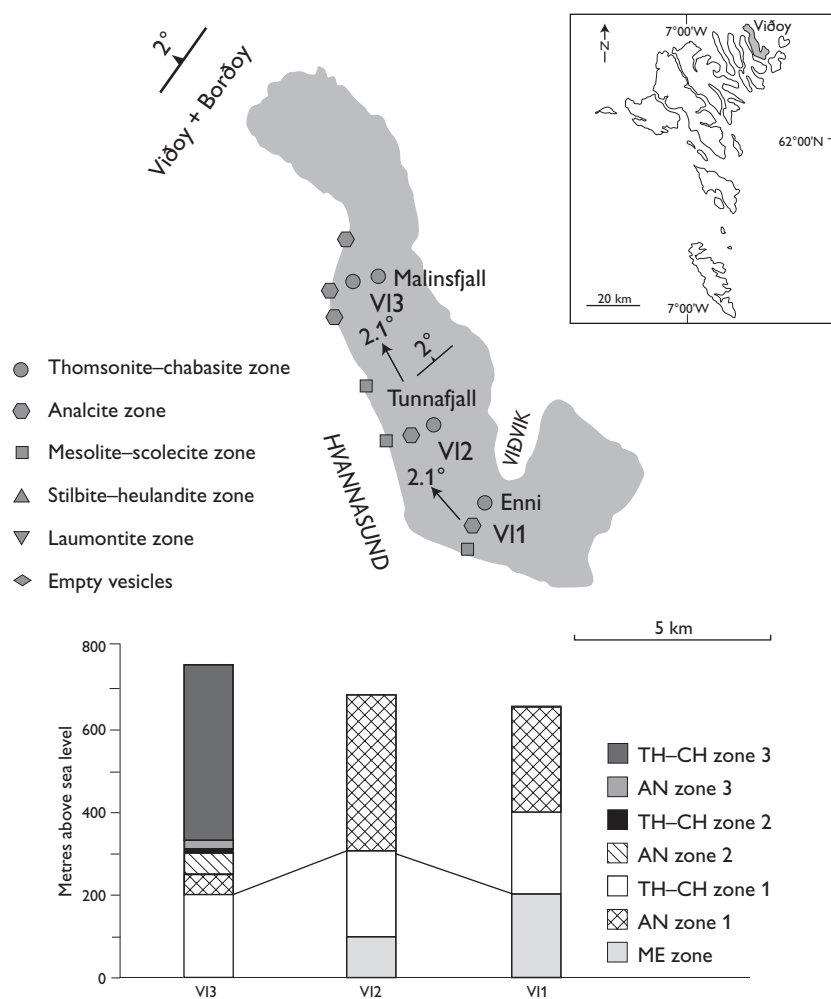 2°
Viðoy + Borðoy
Viðoy
7°00'W
N
62°00'N
20 km
7°00'W
Malinsfjall
VI3
2.1°
2°
Tunnafjall
VI2
2.1°
VIÐVIK
HVANNASUND
Enni
VI1
Thomsonite–chabasite zone
Analcite zone
Mesolite–scolecite zone
Stilbite–heulandite zone
Laumontite zone
Empty vesicles
5 km
800
600
400
200
0
Metres above sea level
VI3
VI2
VI1
TH–CH zone 3
AN zone 3
TH–CH zone 2
AN zone 2
TH–CH zone 1
AN zone 1
ME zone